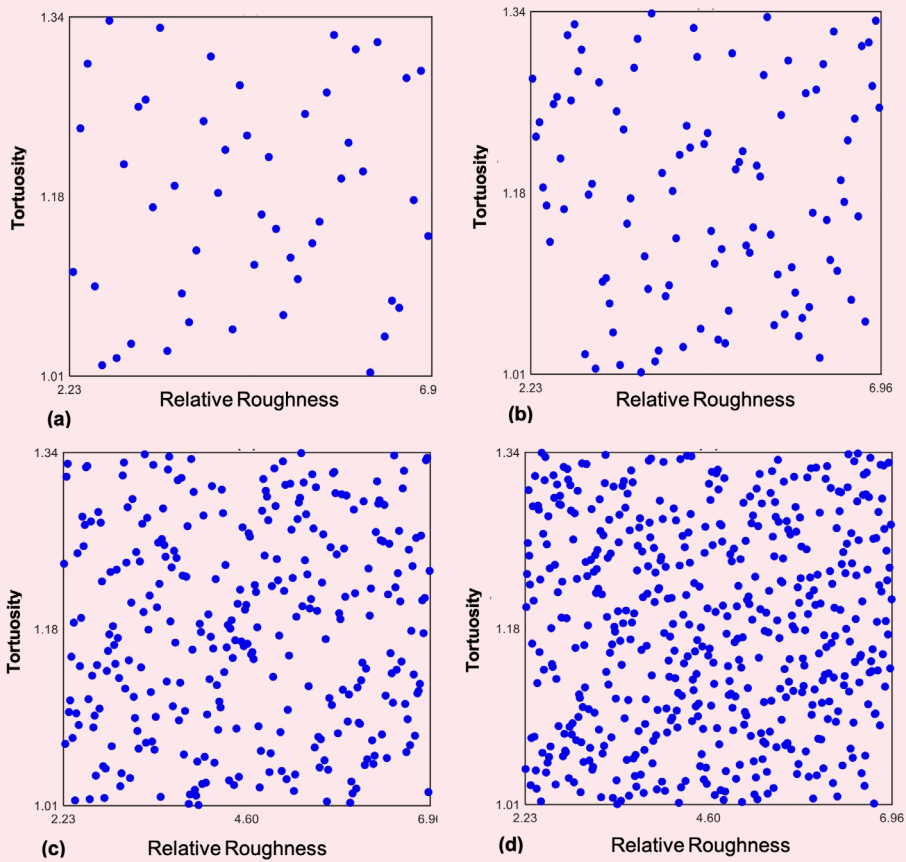 1.34
Tortuosity
1.18
1.01
2.23
6.9
Relative Roughness
(a)
1.34
Tortuosity
1.18
1.01
2.23
6.96
Relative Roughness
(b)
1.34
Tortuosity
1.18
1.01
2.23
4.60
6.9
Relative Roughness
(c)
1.34
Tortuosity
1.18
1.01
2.23
4.60
6.96
Relative Roughness
(d)